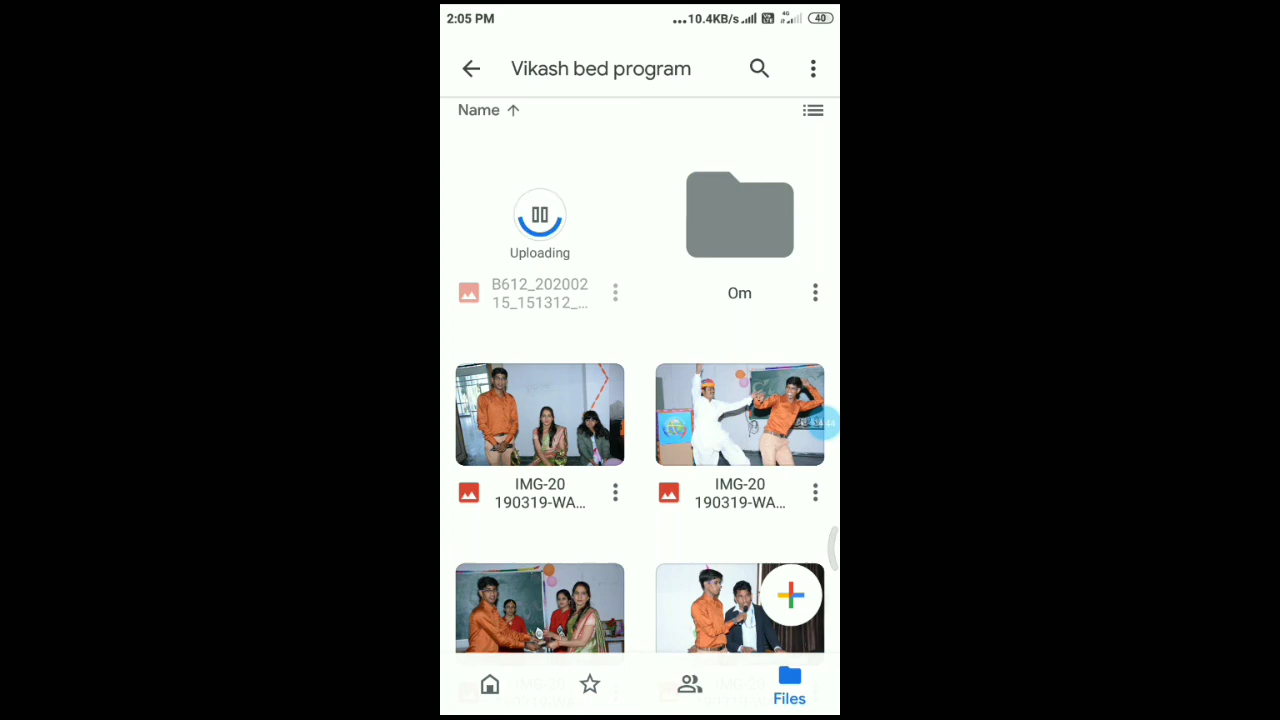 2:05 PM
10.4KB/s 4G 40
Vikash bed program
Name
Uploading
B612_202002
15_151312_...
Om
IMG-20
190319-WA...
IMG-20
190319-WA...
Files